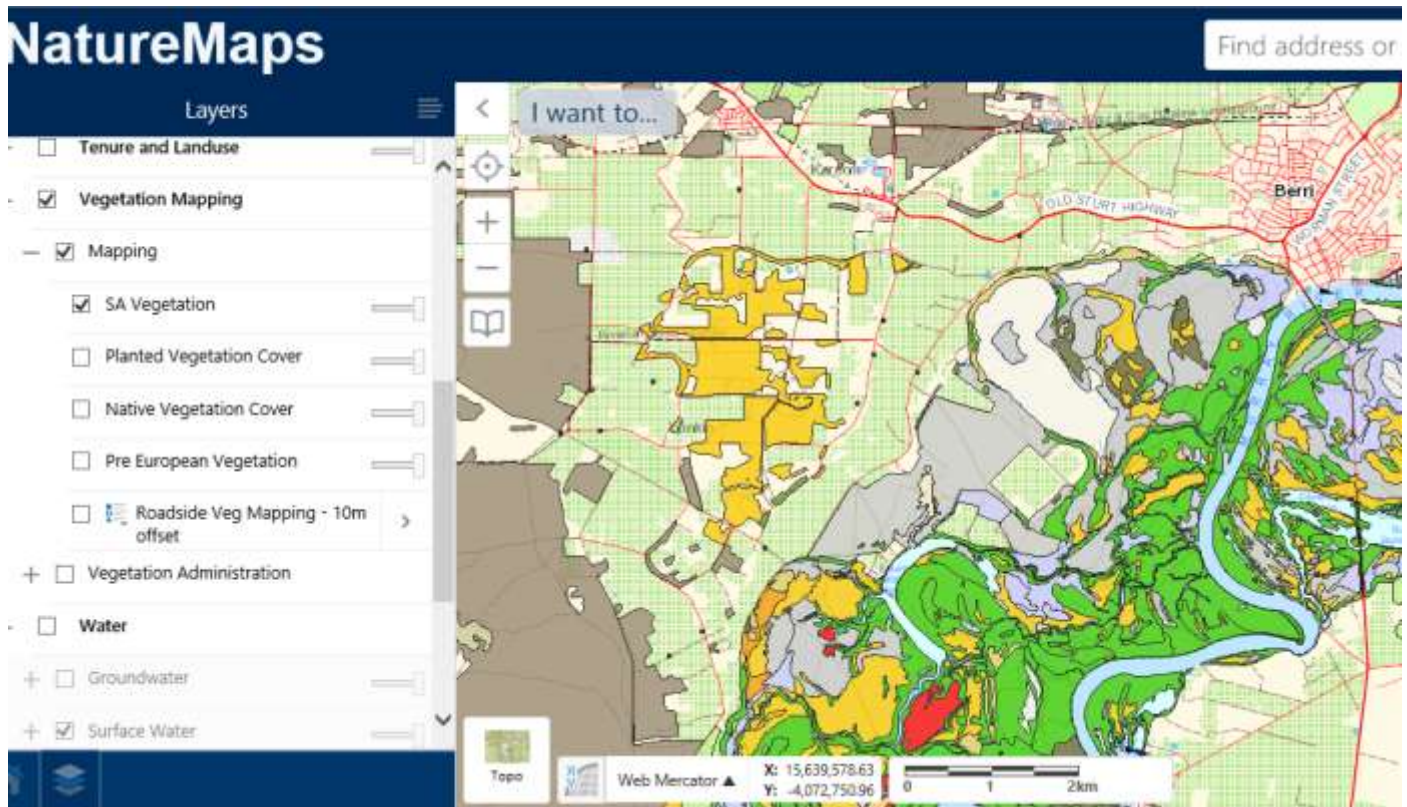 NatureMaps
Find address or
Layers
I want to...
Tenure and Landuse
Vegetation Mapping
Mapping
SA Vegetation
Planted Vegetation Cover
Native Vegetation Cover
Pre European Vegetation
Roadside Veg Mapping - 10m
offset
Vegetation Administration
Water
Groundwater
Surface Water
Berri
OLD STURT HIGHWAY
WORMAN STREET
Topo
Web Mercator ▲
X: 15,639,578.63
Y: -4,072,750.96
0 1 2km